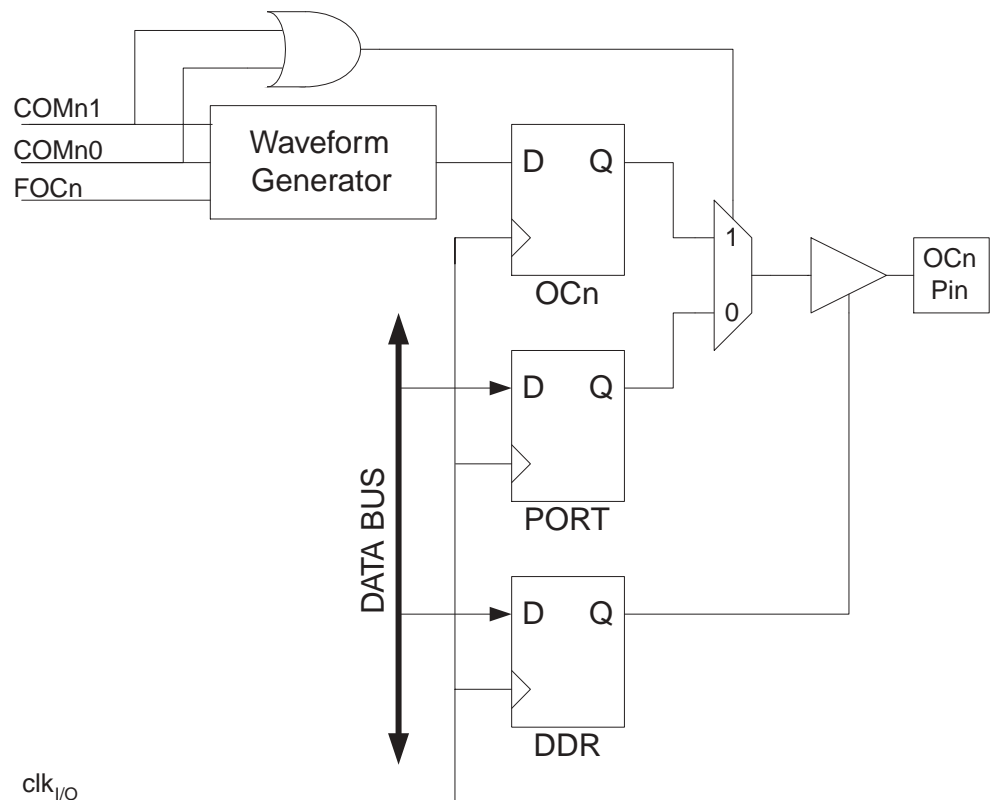 COMn1
COMn0
FOCn
Waveform
Generator
D Q
OCn
1
0
OCn
Pin
D Q
PORT
DATA BUS
D Q
DDR
clkI/O